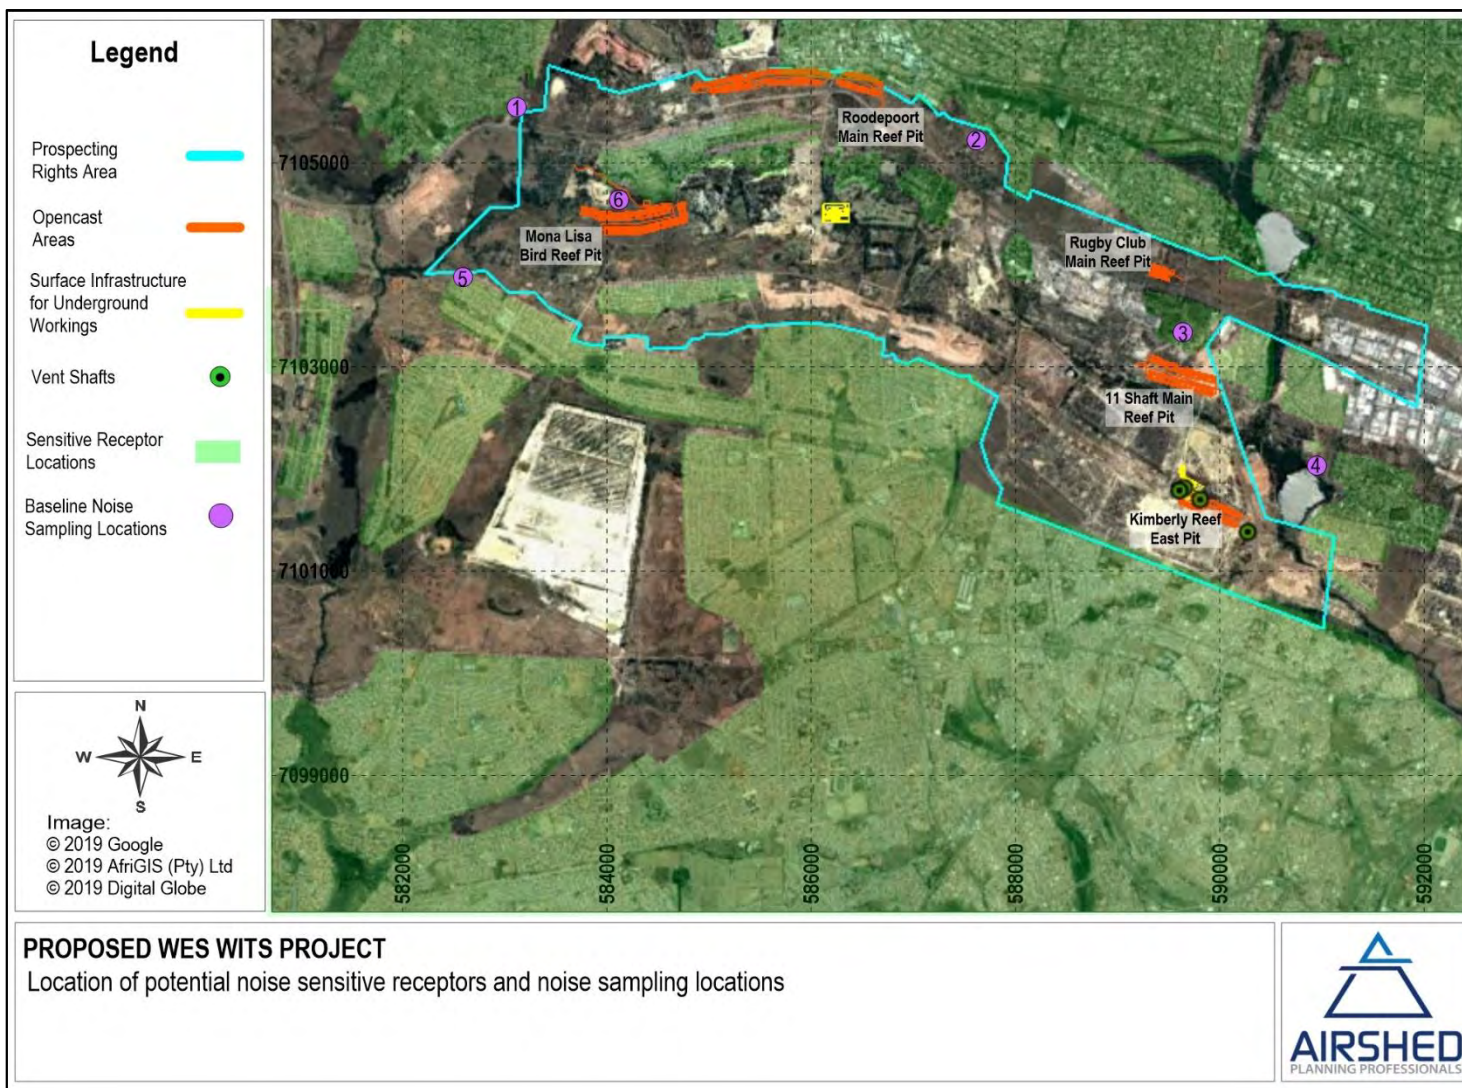 Legend
Prospecting
Rights Area
Opencast
Areas
Surface Infrastructure
for Underground
Workings
Vent Shafts
Sensitive Receptor
Locations
Baseline Noise
Sampling Locations
N
W
E
S
Image:
© 2019 Google
© 2019 AfriGIS (Pty) Ltd
© 2019 Digital Globe
1
Roodepoort
Main Reef Pit
2
7105000
6
Mona Lisa
Bird Reef Pit
Rugby Club
Main Reef Pit
5
3
7103000
11 Shaft Main
Reef Pit
4
Kimberly Reef
East Pit
7101000
7099000
582000
584000
586000
588000
590000
592000
PROPOSED WES WITS PROJECT
Location of potential noise sensitive receptors and noise sampling locations
AIRSHED
PLANNING PROFESSIONALS